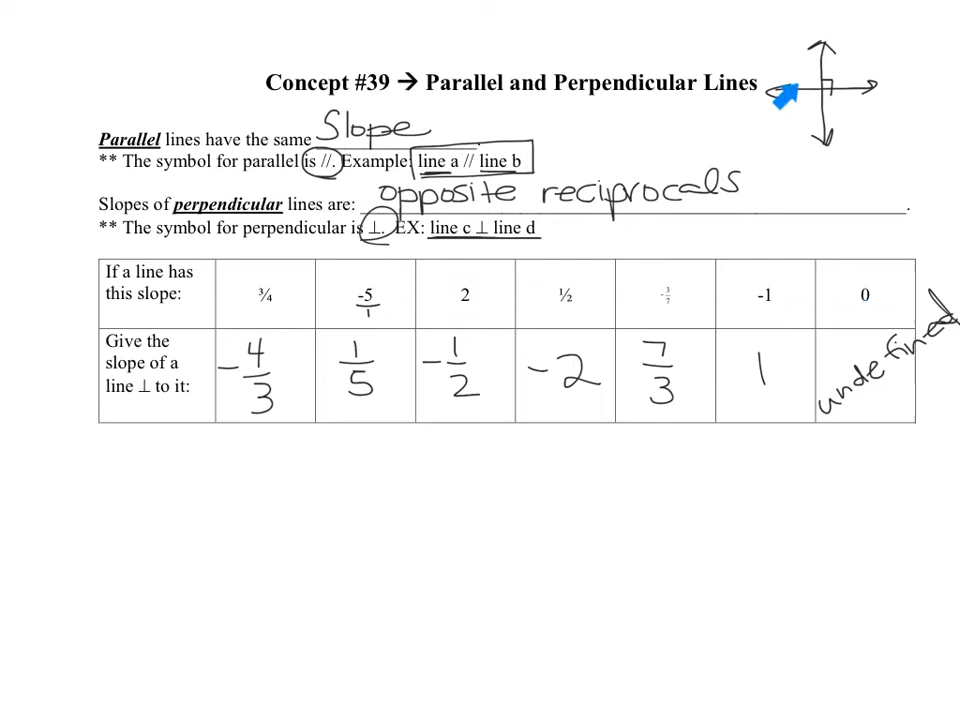 Concept #39 → Parallel and Perpendicular Lines
Parallel lines have the same Slope
** The symbol for parallel is //. Example: line a // line b
Slopes of perpendicular lines are: opposite reciprocals.
** The symbol for perpendicular is ⊥. EX: line c ⊥ line d
If a line has this slope: ¾ -5/1 2 ½ -3/7 -1 0
Give the slope of a line ⊥ to it: -4/3 1/5 -1/2 -2 7/3 1 undefined